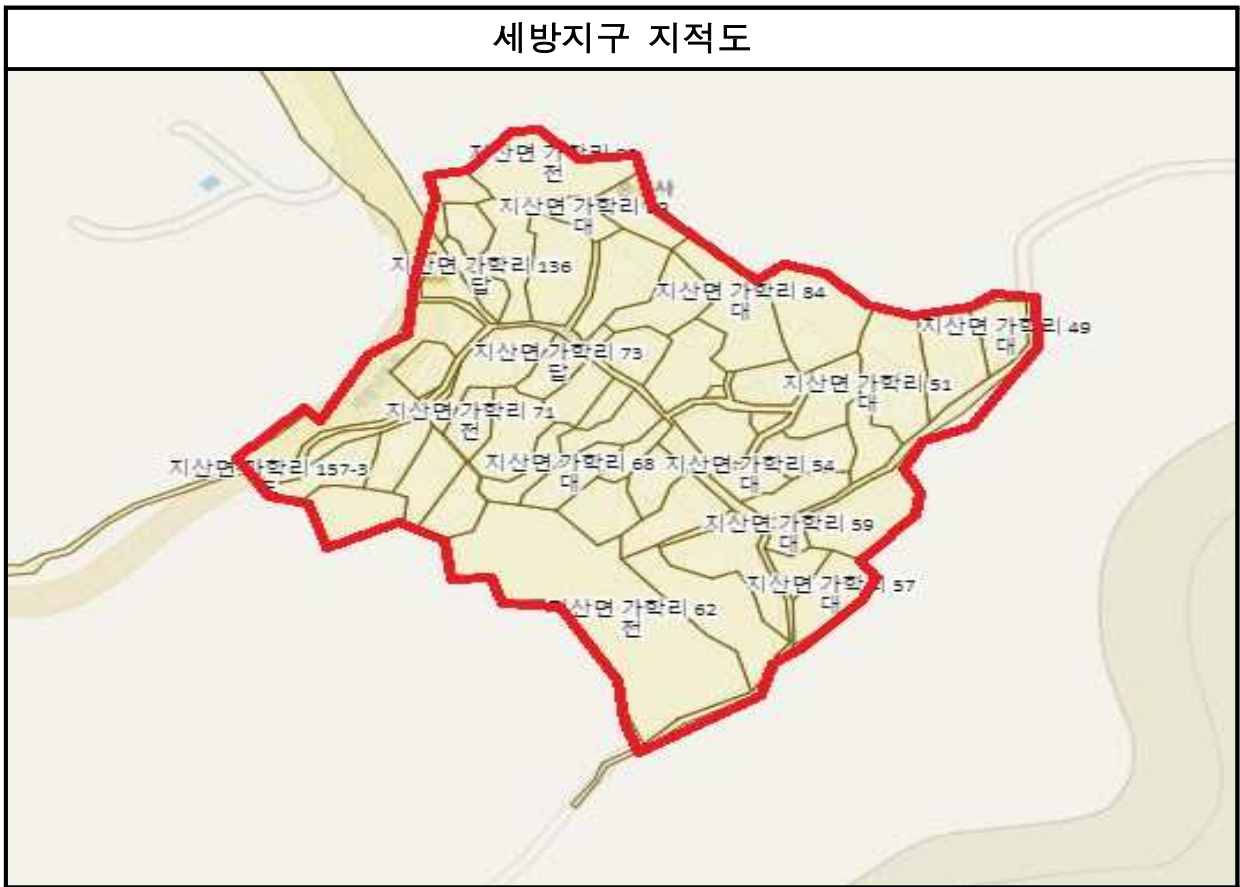 세방지구 지적도
지산면 가학리
전
지산면 가학리
대
지산면 가학리 136
답
지산면 가학리 84
대
지산면 가학리 49
대
지산면 가학리 73
답
지산면 가학리 51
대
지산면 가학리 71
전
지산면 가학리 157-3
지산면 가학리 68
대
지산면 가학리 54
대
지산면 가학리 59
대
지산면 가학리 57
대
지산면 가학리 62
전